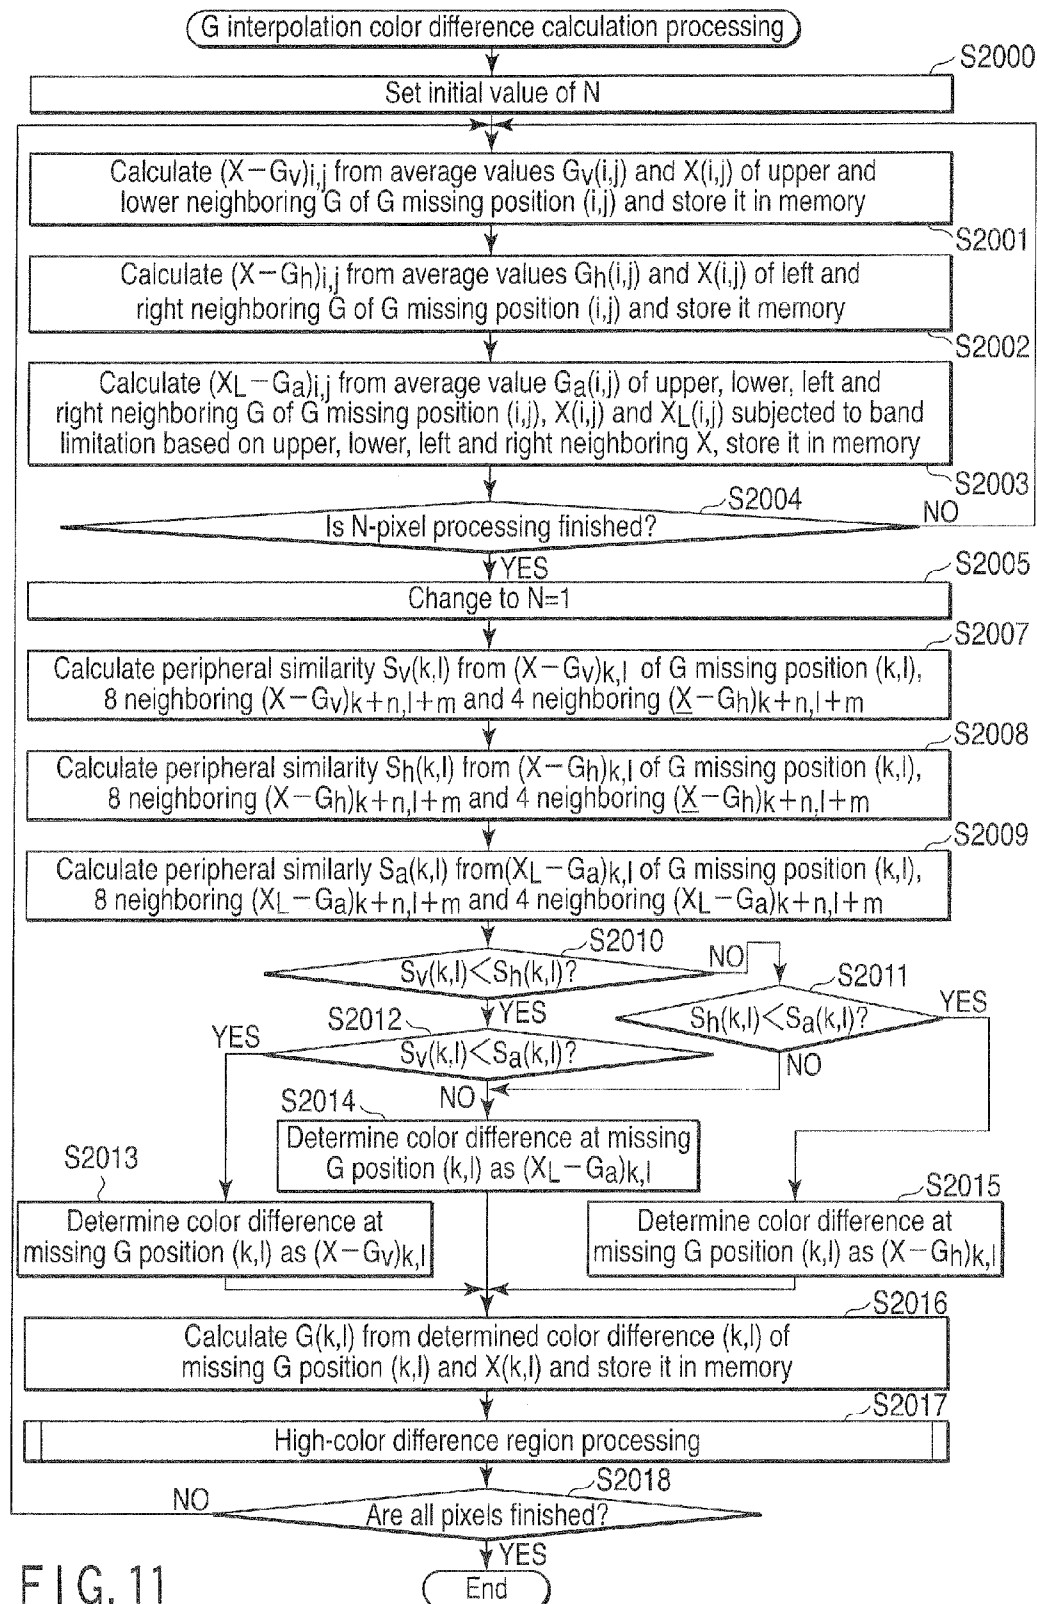 G interpolation color difference calculation processing
S2000
Set initial value of N
Calculate (X−Gv)i,j from average values Gv(i,j) and X(i,j) of upper and
lower neighboring G of G missing position (i,j) and store it in memory
S2001
Calculate (X−Gh)i,j from average values Gh(i,j) and X(i,j) of left and
right neighboring G of G missing position (i,j) and store it memory
S2002
Calculate (XL−Ga)i,j from average value Ga(i,j) of upper, lower, left and
right neighboring G of G missing position (i,j), X(i,j) and XL(i,j) subjected to band
limitation based on upper, lower, left and right neighboring X, store it in memory
S2003
S2004
Is N-pixel processing finished?
NO
YES
S2005
Change to N=1
S2007
Calculate peripheral similarity Sv(k,l) from (X−Gv)k,l of G missing position (k,l),
8 neighboring (X−Gv)k+n,l+m and 4 neighboring (X−Gh)k+n,l+m
S2008
Calculate peripheral similarity Sh(k,l) from (X−Gh)k,l of G missing position (k,l),
8 neighboring (X−Gh)k+n,l+m and 4 neighboring (X−Gh)k+n,l+m
S2009
Calculate peripheral similarly Sa(k,l) from(XL−Ga)k,l of G missing position (k,l),
8 neighboring (XL−Ga)k+n,l+m and 4 neighboring (XL−Ga)k+n,l+m
S2010
Sv(k,l)<Sh(k,l)?
NO
S2011
Sh(k,l)<Sa(k,l)?
YES
YES
S2012
Sv(k,l)<Sa(k,l)?
YES
NO
NO
S2014
Determine color difference at missing
G position (k,l) as (XL−Ga)k,l
S2013
Determine color difference at
missing G position (k,l) as (X−Gv)k,l
S2015
Determine color difference at
missing G position (k,l) as (X−Gh)k,l
S2016
Calculate G(k,l) from determined color difference (k,l) of
missing G position (k,l) and X(k,l) and store it in memory
S2017
High-color difference region processing
S2018
Are all pixels finished?
NO
YES
End
FIG. 11